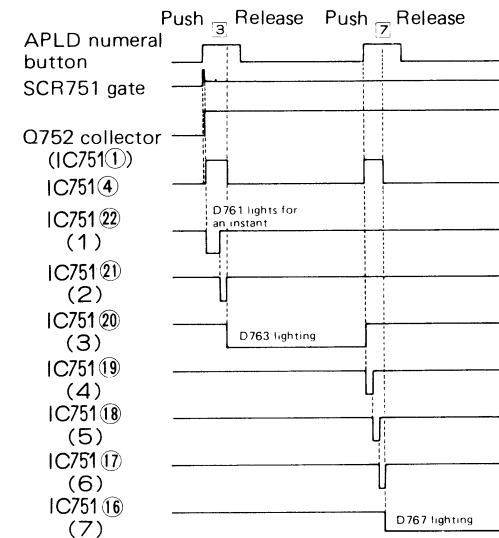 Push 3 Release Push 7 Release
APLD numeral
button
SCR751 gate
Q752 collector
(IC751①)
IC751④
IC751㉒
(1)
D761 lights for
an instant
IC751㉑
(2)
IC751⑳
(3)
D763 lighting
IC751⑲
(4)
IC751⑱
(5)
IC751⑰
(6)
IC751⑯
(7)
D767 lighting